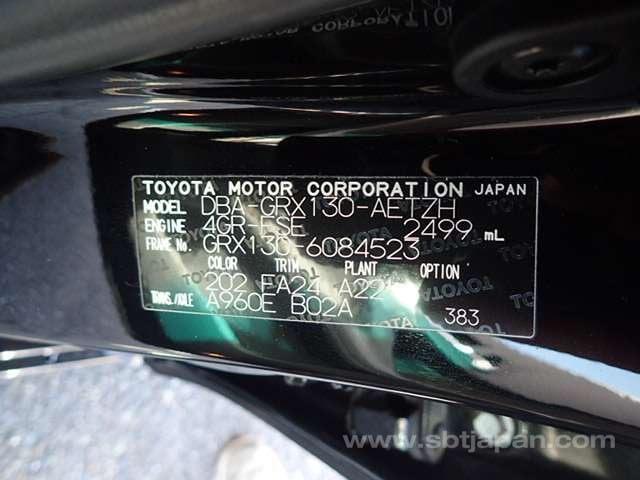 TOYOTA MOTOR CORPORATION JAPAN
MODEL DBA-GRX130-AETZH
ENGINE 4GR-FSE 2499 mL
FRAME No. GRX130-6084523
COLOR TRIM PLANT OPTION
202 FA24 A22
TRANS./AXLE A960E B02A
383
www.sbtjapan.com